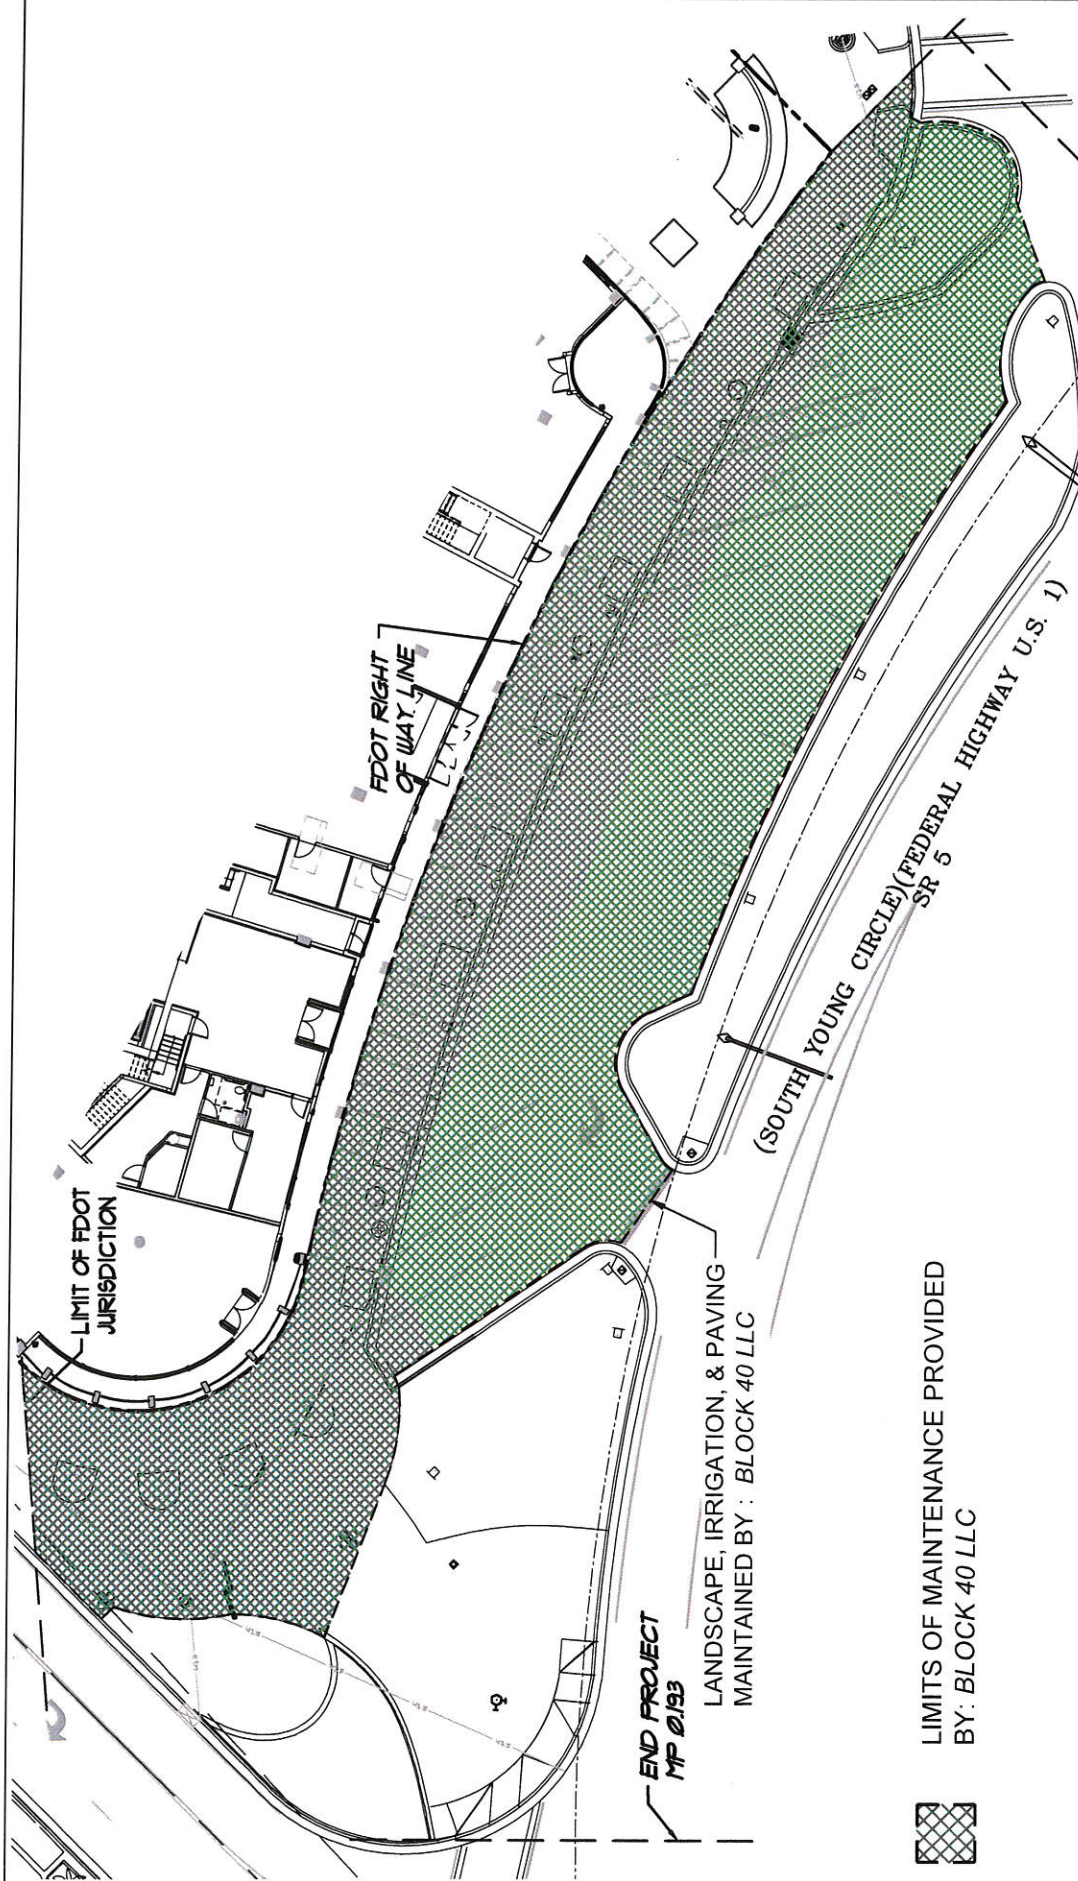 LIMIT OF FDOT
JURISDICTION
FDOT RIGHT
OF WAY LINE
(SOUTH YOUNG CIRCLE)(FEDERAL HIGHWAY U.S. 1)
SR 5
END PROJECT
MP 0.193
LANDSCAPE, IRRIGATION, & PAVING
MAINTAINED BY : BLOCK 40 LLC
LIMITS OF MAINTENANCE PROVIDED
BY: BLOCK 40 LLC